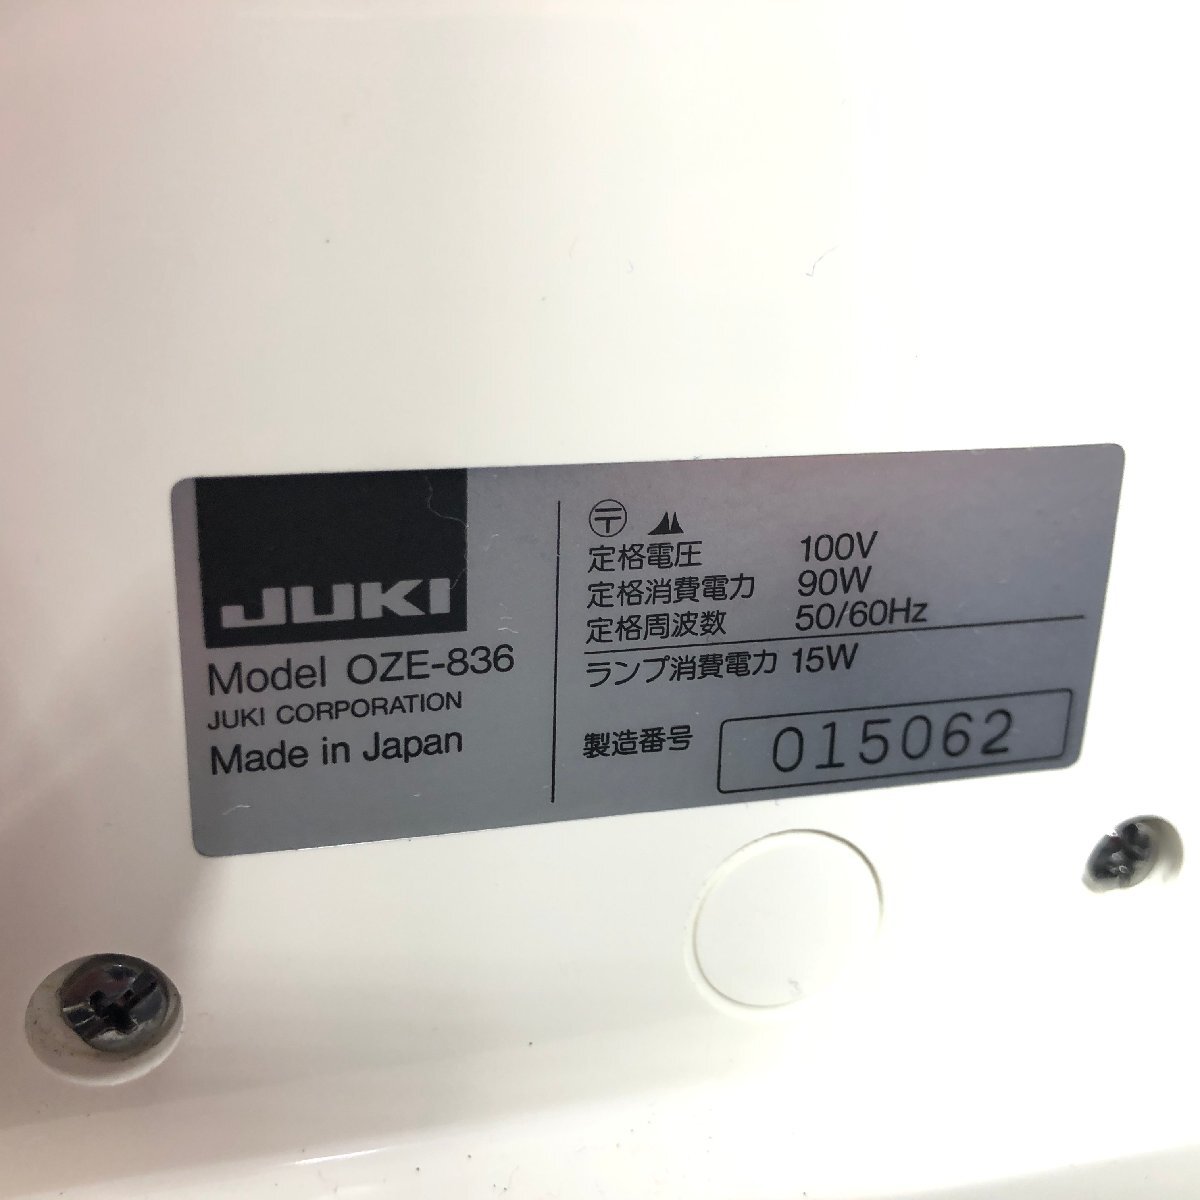 JUKI
Model OZE-836
JUKI CORPORATION
Made in Japan
〒
定格電圧 100V
定格消費電力 90W
定格周波数 50/60Hz
ランプ消費電力 15W
製造番号 015062